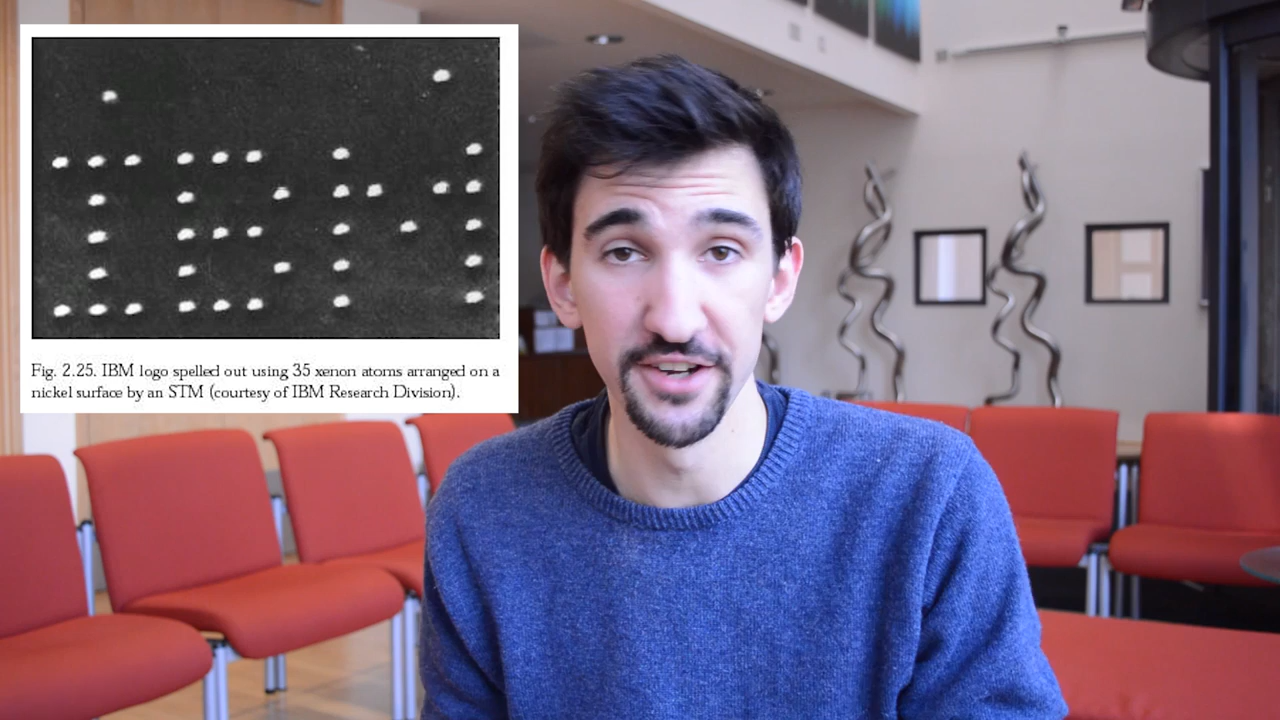 IBM
Fig. 2.25. IBM logo spelled out using 35 xenon atoms arranged on a
nickel surface by an STM (courtesy of IBM Research Division).